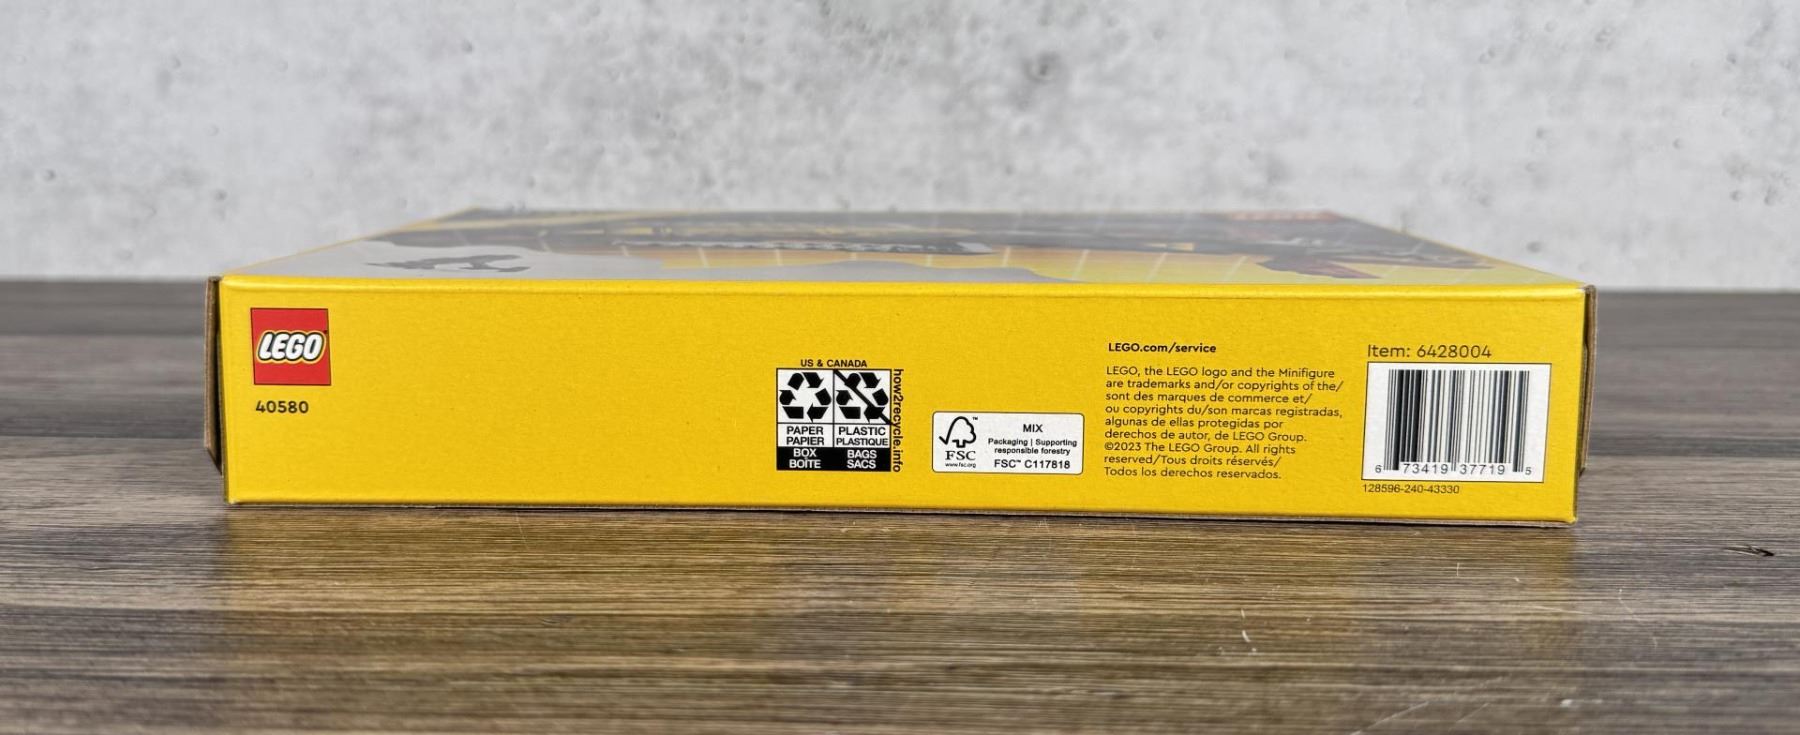 LEGO
40580
US & CANADA
PAPER
PAPIER
BOX
BOÎTE
PLASTIC
PLASTIQUE
BAGS
SACS
how2recycle.info
FSC™
www.fsc.org
MIX
Packaging | Supporting
responsible forestry
FSC™ C117818
LEGO.com/service
LEGO, the LEGO logo and the Minifigure
are trademarks and/or copyrights of the/
sont des marques de commerce et/
ou copyrights du/son marcas registradas,
algunas de ellas protegidas por
derechos de autor, de LEGO Group.
©2023 The LEGO Group. All rights
reserved/Tous droits réservés/
Todos los derechos reservados.
Item: 6428004
6 73419 37719 5
128596-240-43330